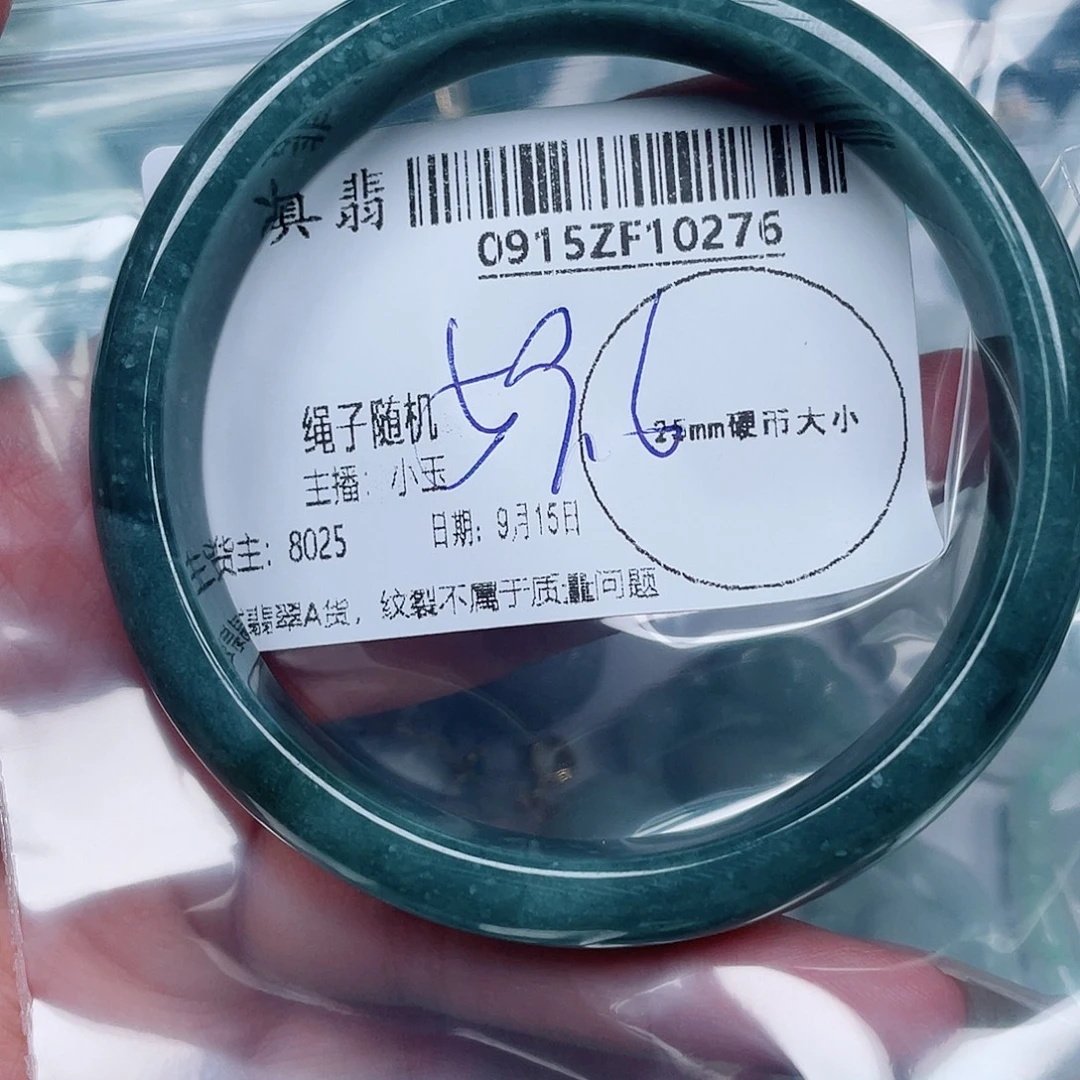 滇翡
0915ZF10276
59.6
25mm硬币大小
绳子随机
主播：小玉
货主：8025
日期：9月15日
翡翠A货，纹裂不属于质量问题